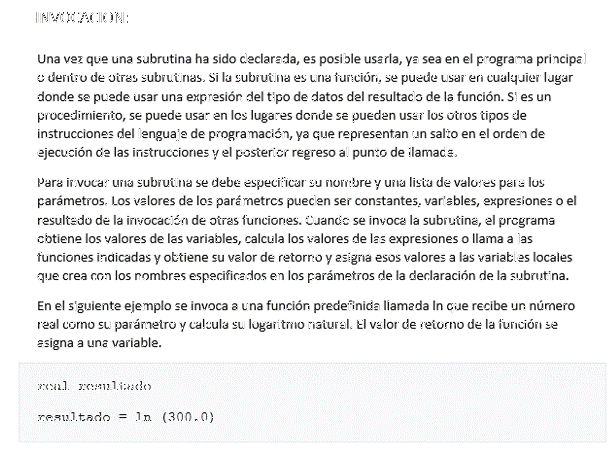 INVOCACION:
Una vez que una subrutina ha sido declarada, es posible usarla, ya sea en el programa principal
o dentro de otras subrutinas. Si la subrutina es una función, se puede usar en cualquier lugar
donde se puede usar una expresión del tipo de datos del resultado de la función. Si es un
procedimiento, se puede usar en los lugares donde se pueden usar los otros tipos de
instrucciones del lenguaje de programación, ya que representan un salto en el orden de
ejecución de las instrucciones y el posterior regreso al punto de llamada.
Para invocar una subrutina se debe especificar su nombre y una lista de valores para los
parámetros. Los valores de los parámetros pueden ser constantes, variables, expresiones o el
resultado de la invocación de otras funciones. Cuando se invoca la subrutina, el programa
obtiene los valores de las variables, calcula los valores de las expresiones o llama a las
funciones indicadas y obtiene su valor de retorno y asigna esos valores a las variables locales
que crea con los nombres especificados en los parámetros de la declaración de la subrutina.
En el siguiente ejemplo se invoca a una función predefinida llamada ln que recibe un número
real como su parámetro y calcula su logaritmo natural. El valor de retorno de la función se
asigna a una variable.
real resultado
resultado = ln (300.0)